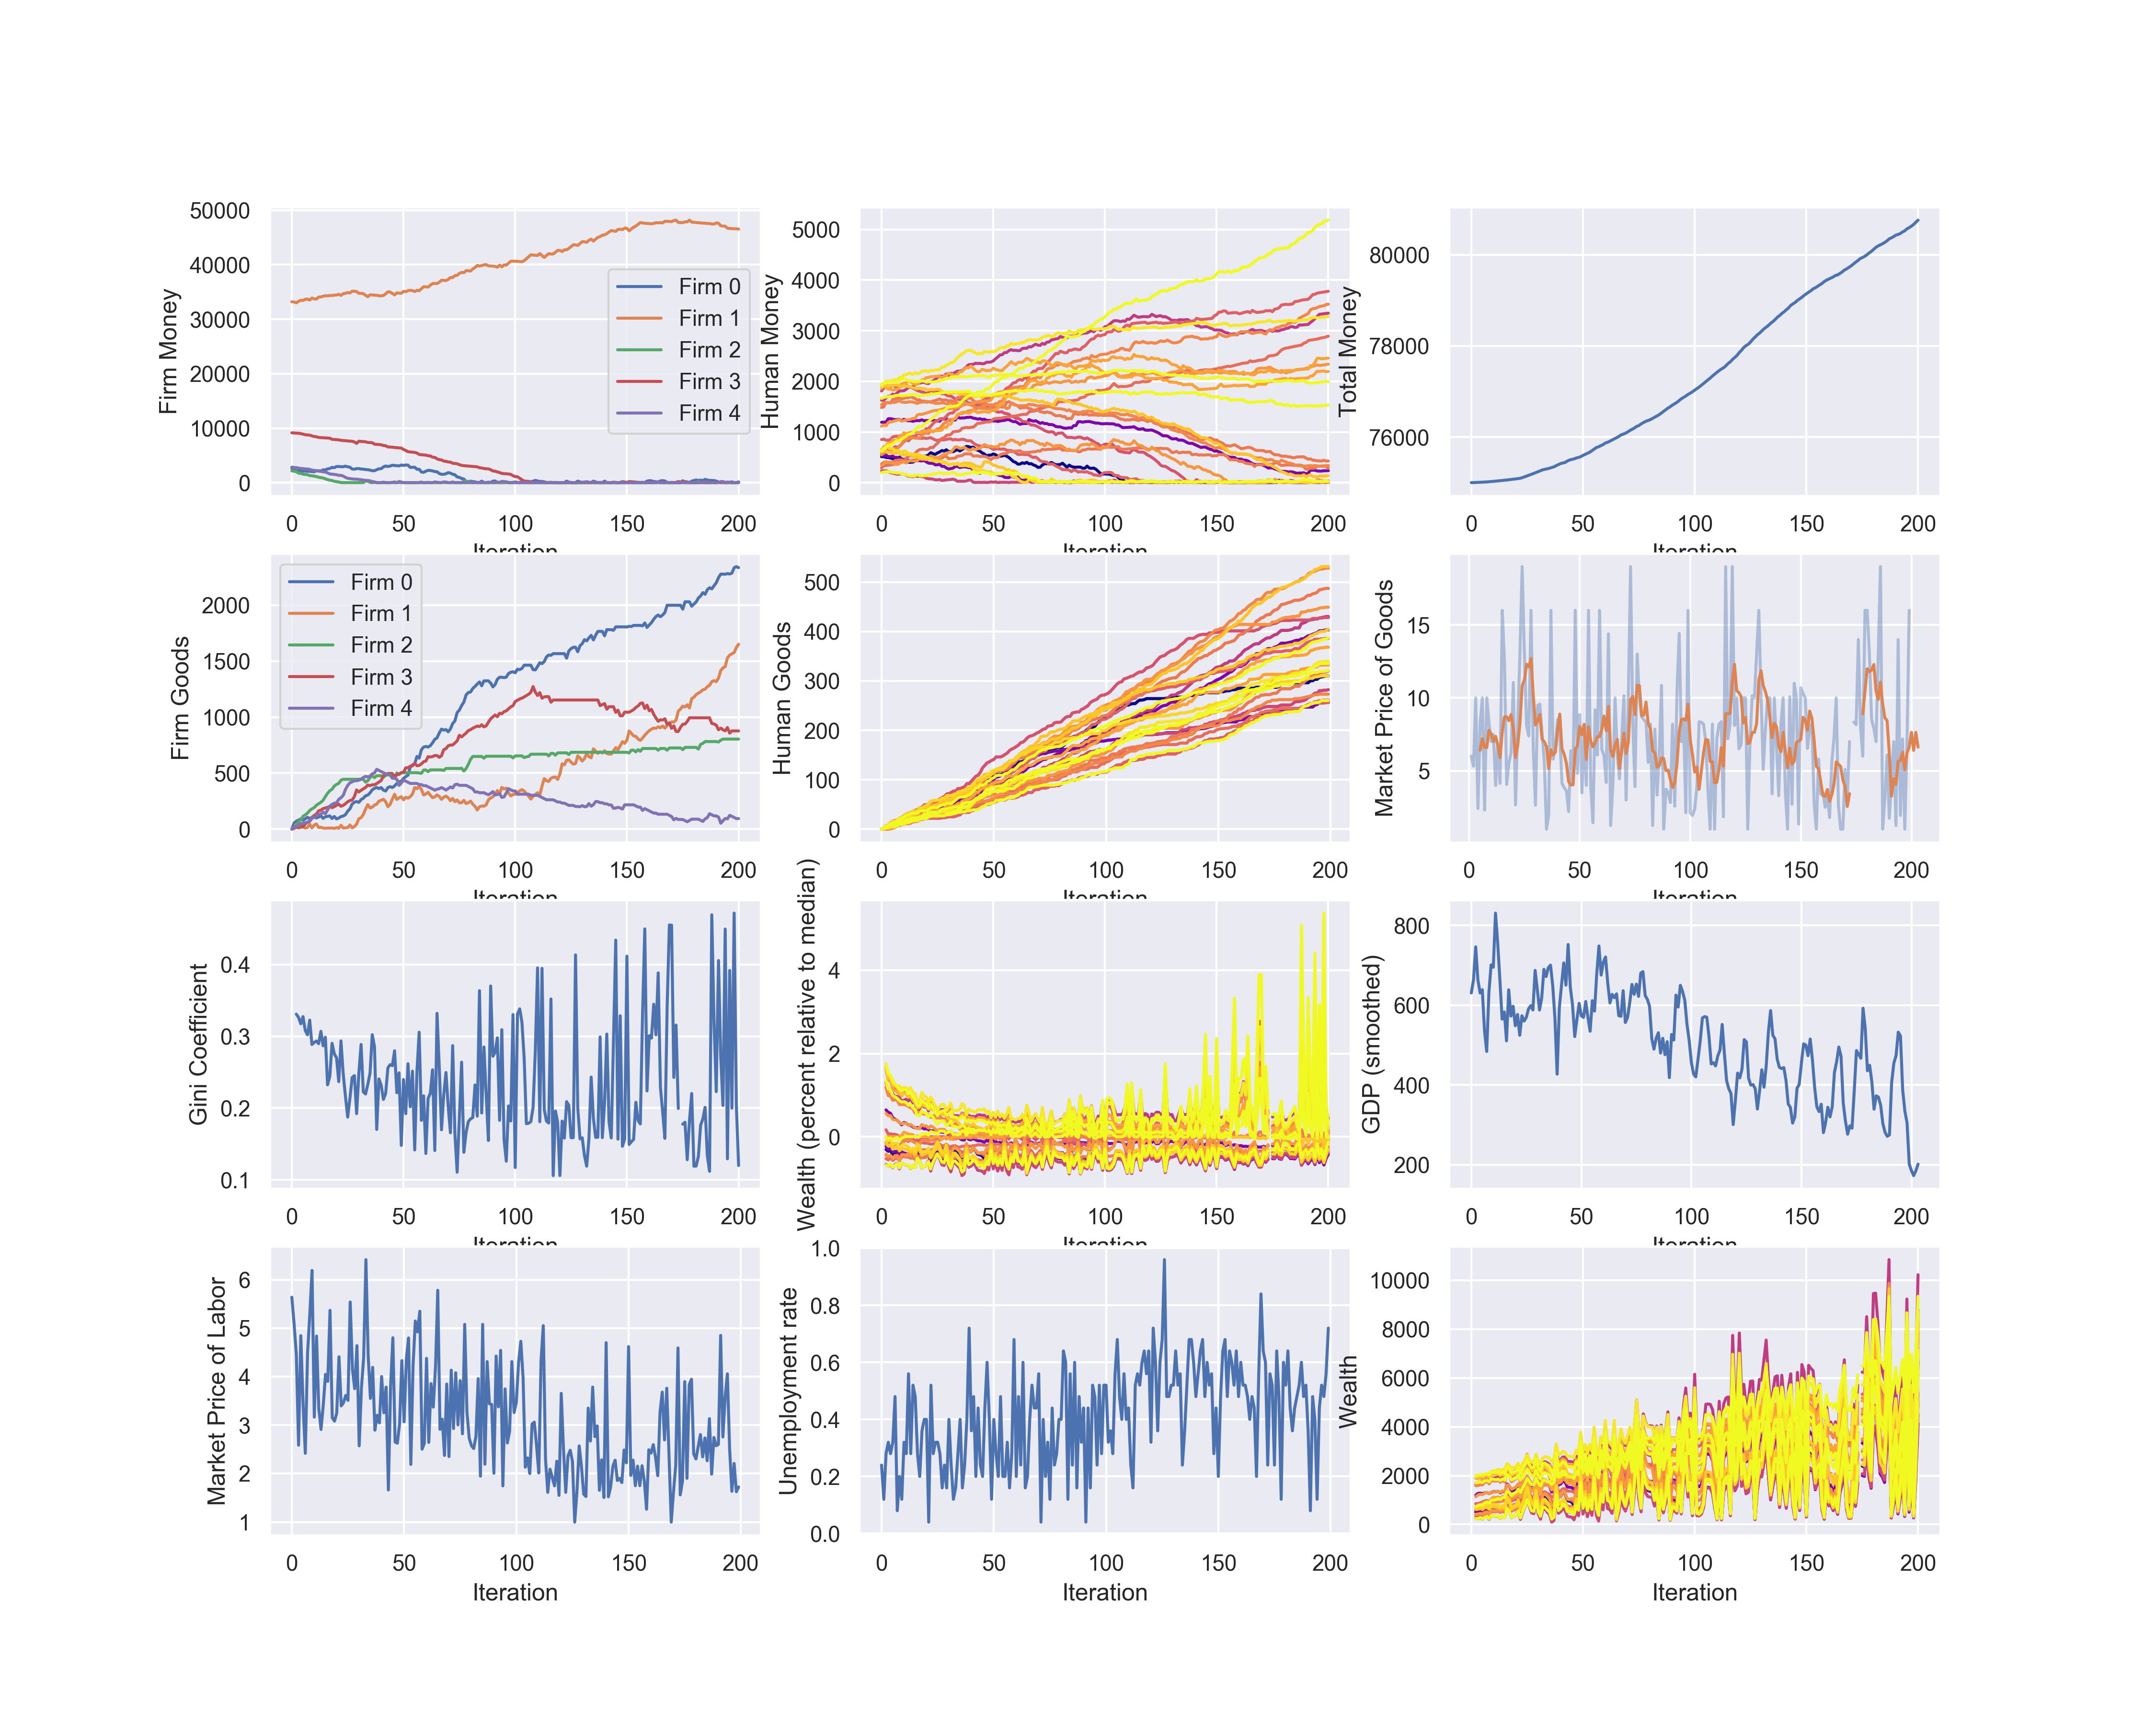 Firm Money
50000
40000
30000
20000
10000
0
0 50 100 150 200
Iteration
Firm 0
Firm 1
Firm 2
Firm 3
Firm 4
Human Money
5000
4000
3000
2000
1000
0
0 50 100 150 200
Iteration
Total Money
80000
78000
76000
0 50 100 150 200
Iteration
Firm Goods
2000
1500
1000
500
0
0 50 100 150 200
Iteration
Firm 0
Firm 1
Firm 2
Firm 3
Firm 4
Human Goods
500
400
300
200
100
0
0 50 100 150 200
Iteration
Market Price of Goods
15
10
5
0 50 100 150 200
Iteration
Gini Coefficient
0.4
0.3
0.2
0.1
0 50 100 150 200
Iteration
Wealth (percent relative to median)
4
2
0
0 50 100 150 200
Iteration
GDP (smoothed)
800
600
400
200
0 50 100 150 200
Iteration
Market Price of Labor
6
5
4
3
2
1
0 50 100 150 200
Iteration
Unemployment rate
1.0
0.8
0.6
0.4
0.2
0.0
0 50 100 150 200
Iteration
Wealth
10000
8000
6000
4000
2000
0
0 50 100 150 200
Iteration